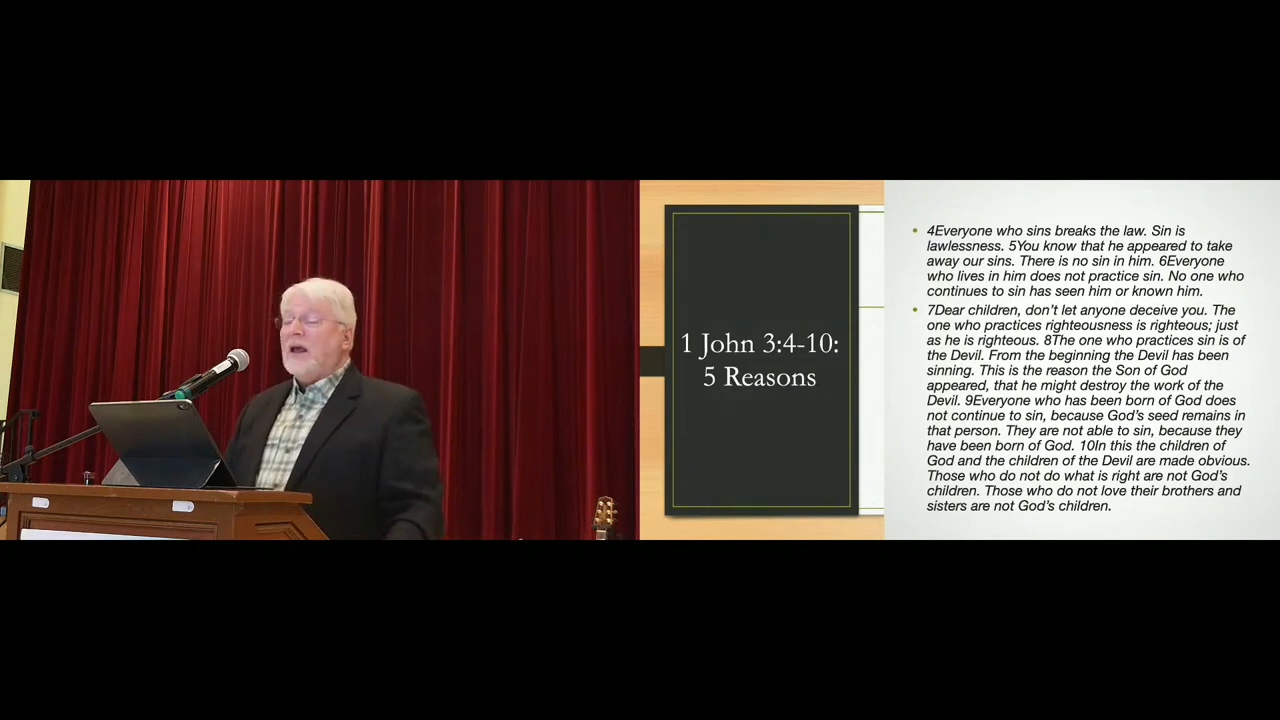 1 John 3:4-10:
5 Reasons
• 4Everyone who sins breaks the law. Sin is
lawlessness. 5You know that he appeared to take
away our sins. There is no sin in him. 6Everyone
who lives in him does not practice sin. No one who
continues to sin has seen him or known him.
• 7Dear children, don’t let anyone deceive you. The
one who practices righteousness is righteous; just
as he is righteous. 8The one who practices sin is of
the Devil. From the beginning the Devil has been
sinning. This is the reason the Son of God
appeared, that he might destroy the work of the
Devil. 9Everyone who has been born of God does
not continue to sin, because God’s seed remains in
that person. They are not able to sin, because they
have been born of God. 10In this the children of
God and the children of the Devil are made obvious.
Those who do not do what is right are not God’s
children. Those who do not love their brothers and
sisters are not God’s children.